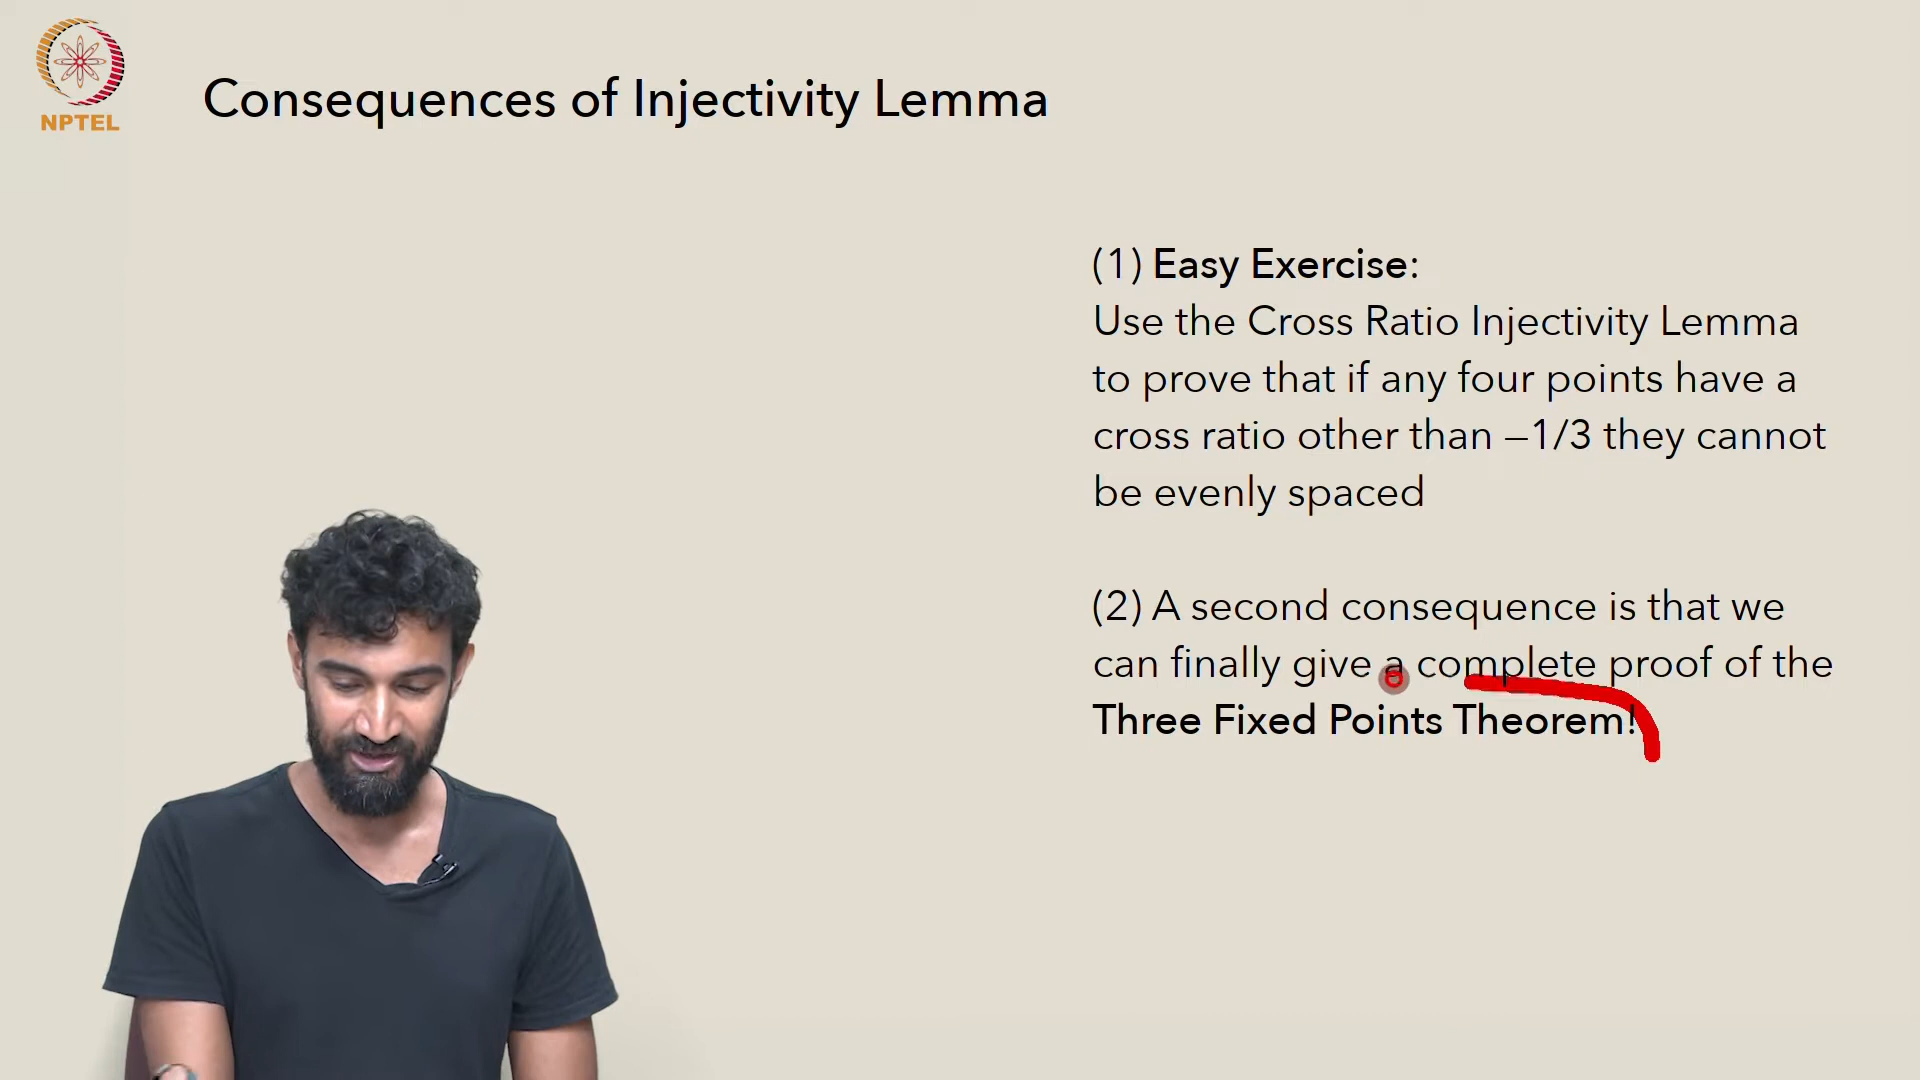 NPTEL
Consequences of Injectivity Lemma
(1) Easy Exercise:
Use the Cross Ratio Injectivity Lemma
to prove that if any four points have a
cross ratio other than –1/3 they cannot
be evenly spaced
(2) A second consequence is that we
can finally give a complete proof of the
Three Fixed Points Theorem!